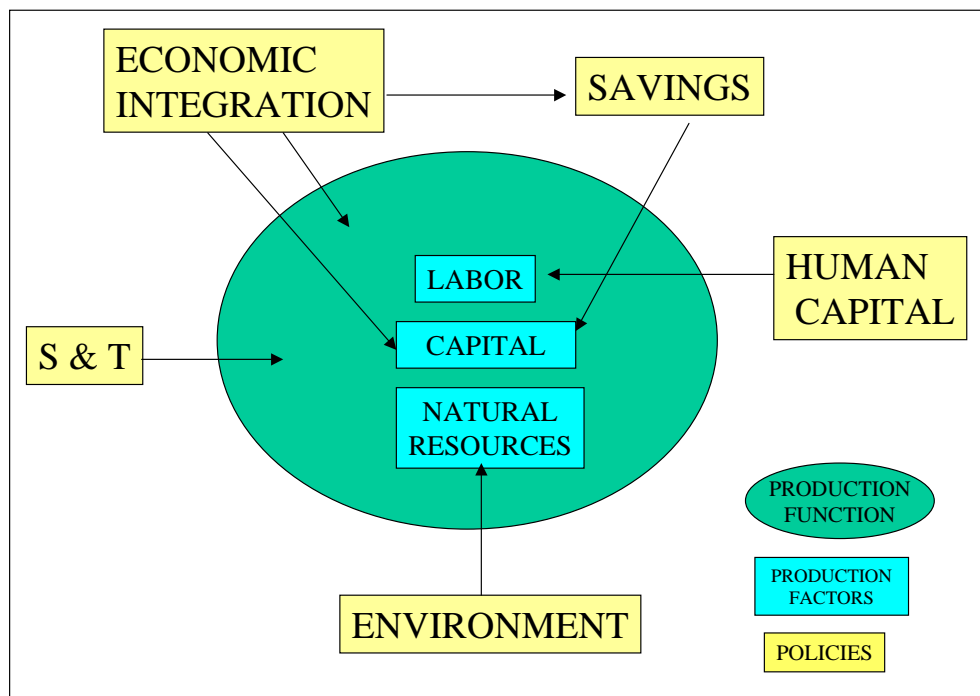 ECONOMIC
INTEGRATION
SAVINGS
LABOR
HUMAN
CAPITAL
CAPITAL
S & T
NATURAL
RESOURCES
PRODUCTION
FUNCTION
PRODUCTION
FACTORS
ENVIRONMENT
POLICIES